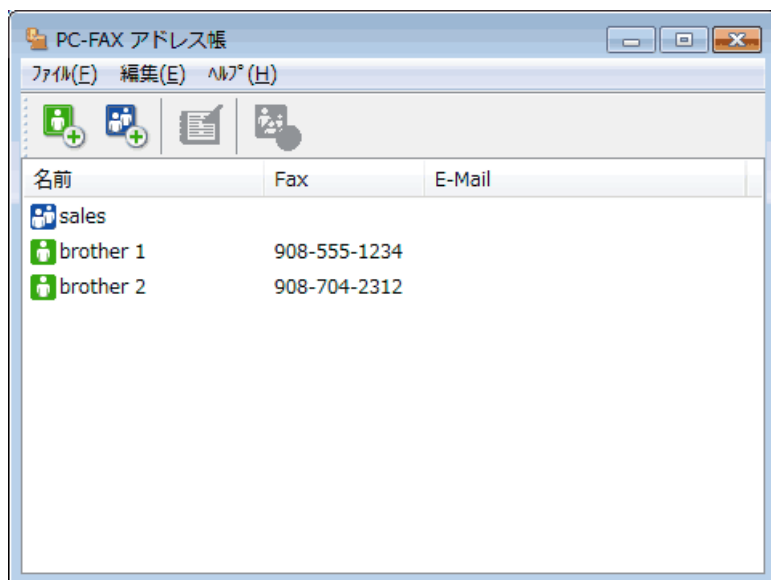 PC-FAX アドレス帳
ﾌｧｲﾙ(F) 編集(E) ﾍﾙﾌﾟ(H)
名前 Fax E-Mail
sales
brother 1 908-555-1234
brother 2 908-704-2312